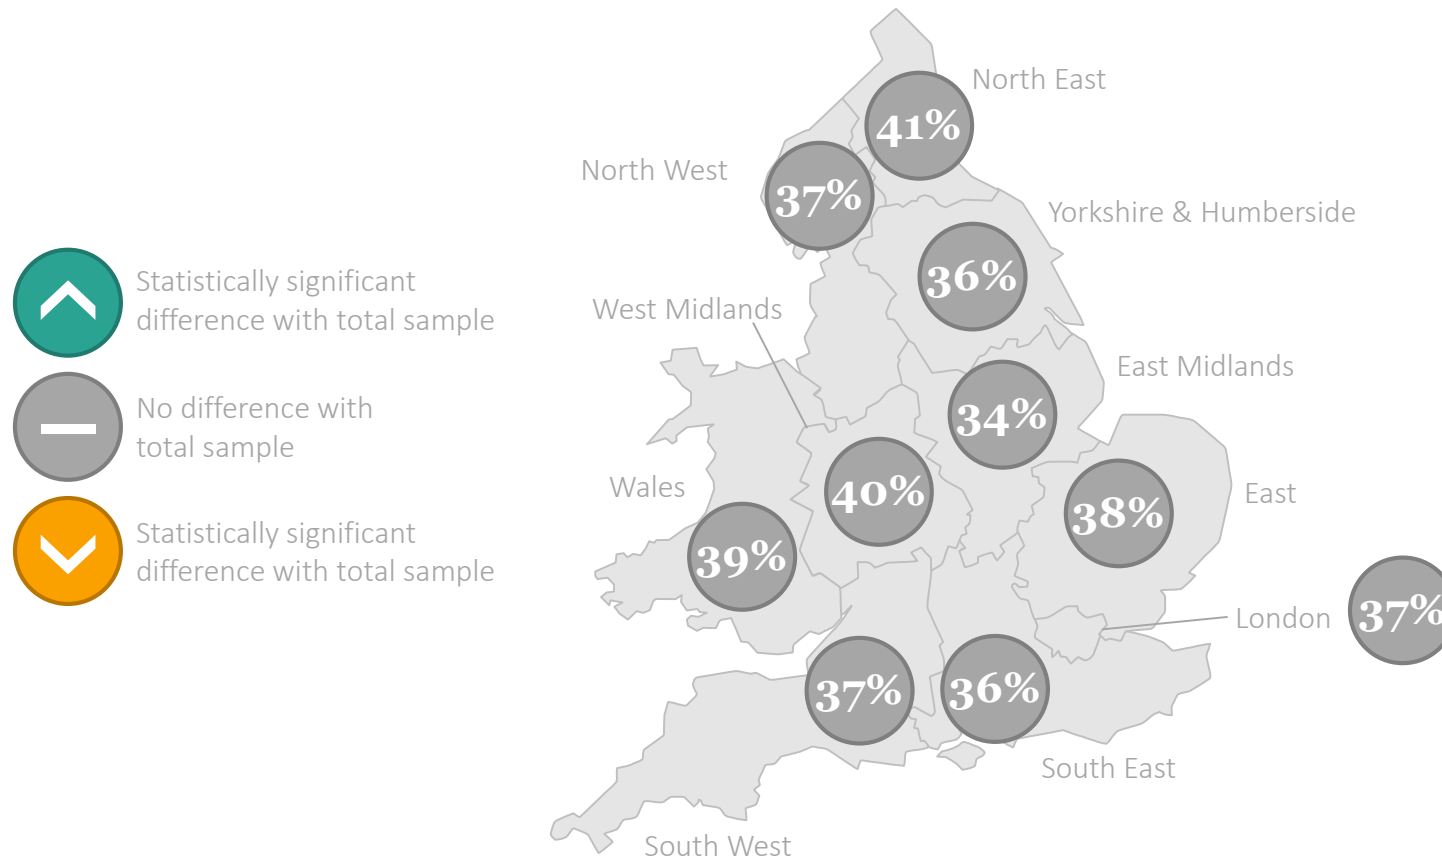 North East
41%
North West
37%
Yorkshire & Humberside
36%
Statistically significant
difference with total sample
West Midlands
East Midlands
34%
No difference with
total sample
Wales
40%
East
38%
39%
Statistically significant
difference with total sample
London
37%
37%
36%
South East
South West